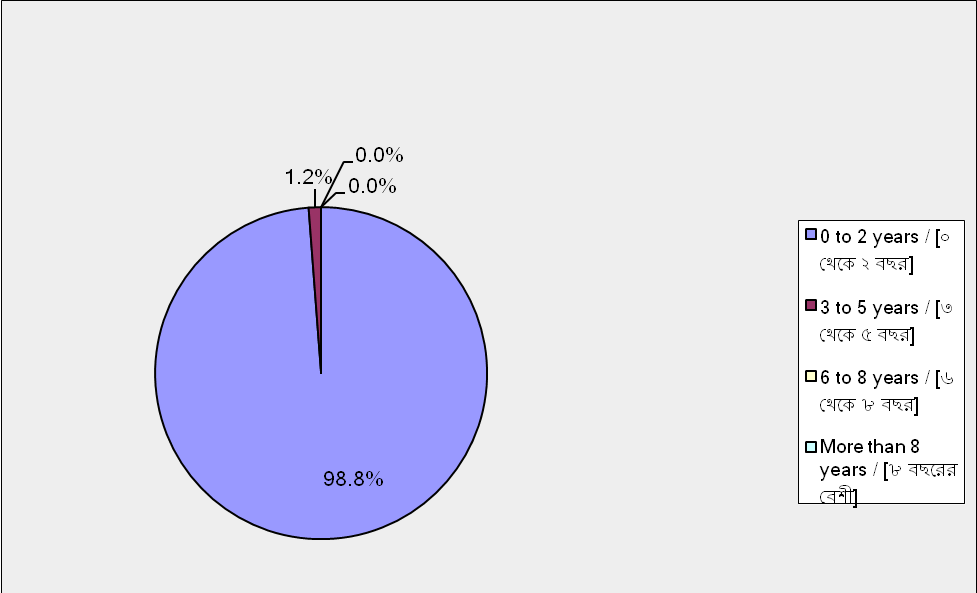 0.0%
1.2%
0.0%
98.8%
0 to 2 years / [০
থেকে ২ বছর]
3 to 5 years / [৩
থেকে ৫ বছর]
6 to 8 years / [৬
থেকে ৮ বছর]
More than 8
years / [৮ বছরের
বেশী]